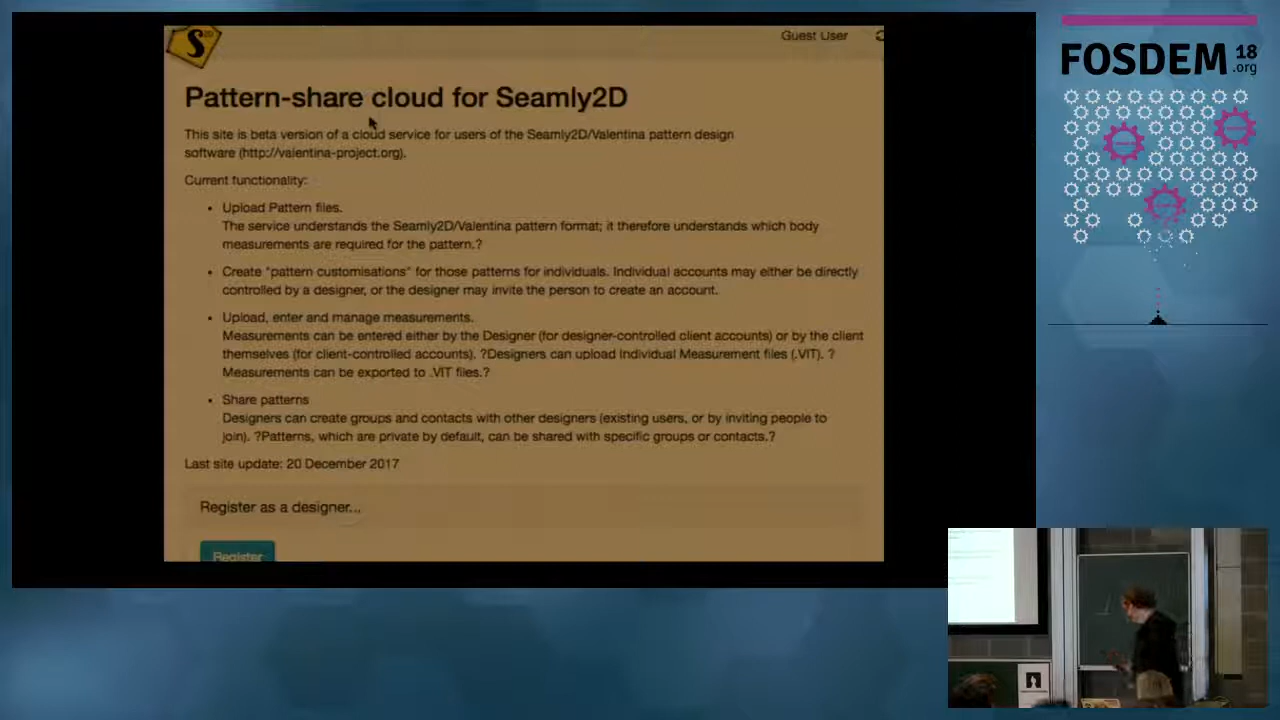 S 2D
Guest User
Pattern-share cloud for Seamly2D
This site is beta version of a cloud service for users of the Seamly2D/Valentina pattern design
software (http://valentina-project.org).
Current functionality:
• Upload Pattern files.
The service understands the Seamly2D/Valentina pattern format; it therefore understands which body
measurements are required for the pattern.?
• Create "pattern customisations" for those patterns for individuals. Individual accounts may either be directly
controlled by a designer, or the designer may invite the person to create an account.
• Upload, enter and manage measurements.
Measurements can be entered either by the Designer (for designer-controlled client accounts) or by the client
themselves (for client-controlled accounts). ?Designers can upload Individual Measurement files (.VIT). ?
Measurements can be exported to .VIT files.?
• Share patterns
Designers can create groups and contacts with other designers (existing users, or by inviting people to
join). ?Patterns, which are private by default, can be shared with specific groups or contacts.?
Last site update: 20 December 2017
Register as a designer...
Register
FOSDEM 18
.org